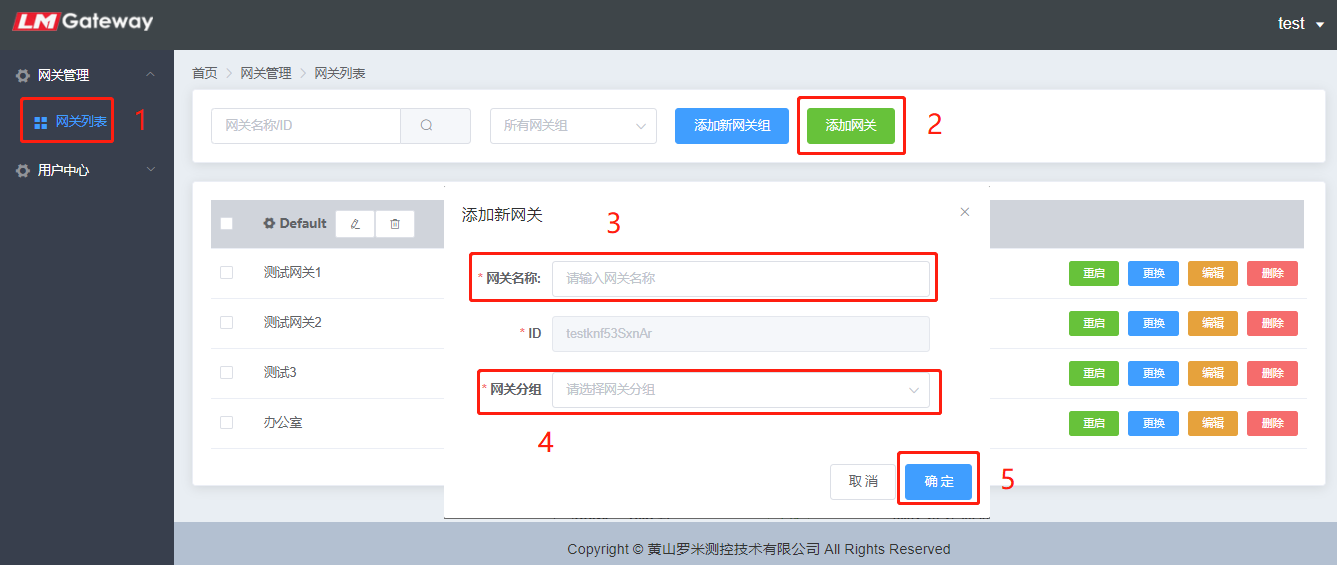 LM Gateway
test
网关管理
网关列表
1
用户中心
首页 > 网关管理 > 网关列表
网关名称/ID
所有网关组
添加新网关组
添加网关
2
Default
测试网关1
重启 更换 编辑 删除
测试网关2
重启 更换 编辑 删除
测试3
重启 更换 编辑 删除
办公室
重启 更换 编辑 删除
添加新网关
3
* 网关名称: 请输入网关名称
* ID testknf53SxnAr
* 网关分组 请选择网关分组
4
取 消
确 定
5
Copyright © 黄山罗米测控技术有限公司 All Rights Reserved